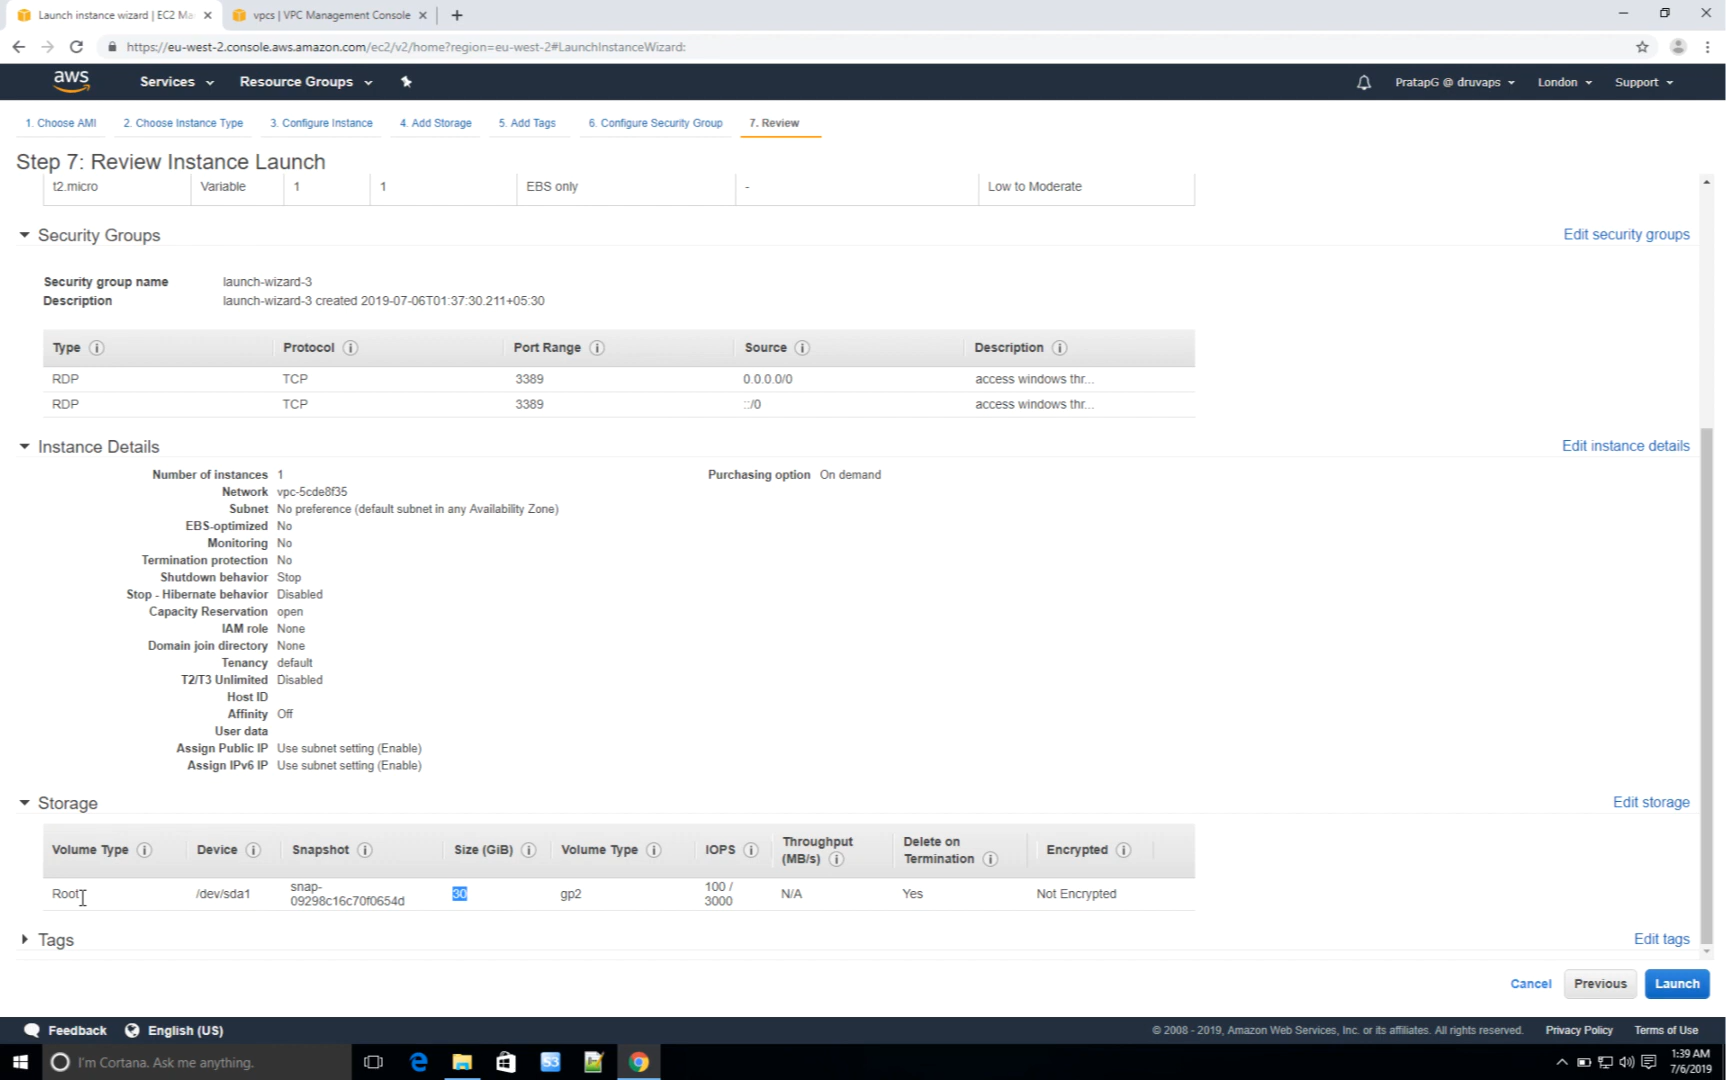 Launch instance wizard | EC2 Ma
vpcs | VPC Management Console
https://eu-west-2.console.aws.amazon.com/ec2/v2/home?region=eu-west-2#LaunchInstanceWizard:
aws Services Resource Groups PratapG @ druvaps London Support
1. Choose AMI 2. Choose Instance Type 3. Configure Instance 4. Add Storage 5. Add Tags 6. Configure Security Group 7. Review
Step 7: Review Instance Launch
t2.micro Variable 1 1 EBS only - Low to Moderate
Security Groups Edit security groups
Security group name launch-wizard-3
Description launch-wizard-3 created 2019-07-06T01:37:30.211+05:30
Type Protocol Port Range Source Description
RDP TCP 3389 0.0.0.0/0 access windows thr...
RDP TCP 3389 ::/0 access windows thr...
Instance Details Edit instance details
Number of instances 1 Purchasing option On demand
Network vpc-5cde8f35
Subnet No preference (default subnet in any Availability Zone)
EBS-optimized No
Monitoring No
Termination protection No
Shutdown behavior Stop
Stop - Hibernate behavior Disabled
Capacity Reservation open
IAM role None
Domain join directory None
Tenancy default
T2/T3 Unlimited Disabled
Host ID
Affinity Off
User data
Assign Public IP Use subnet setting (Enable)
Assign IPv6 IP Use subnet setting (Enable)
Storage Edit storage
Volume Type Device Snapshot Size (GiB) Volume Type IOPS Throughput (MB/s) Delete on Termination Encrypted
Root /dev/sda1 snap-09298c16c70f0654d 30 gp2 100 / 3000 N/A Yes Not Encrypted
Tags Edit tags
Cancel Previous Launch
Feedback English (US) © 2008 - 2019, Amazon Web Services, Inc. or its affiliates. All rights reserved. Privacy Policy Terms of Use
I'm Cortana. Ask me anything.
S3
1:39 AM
7/6/2019